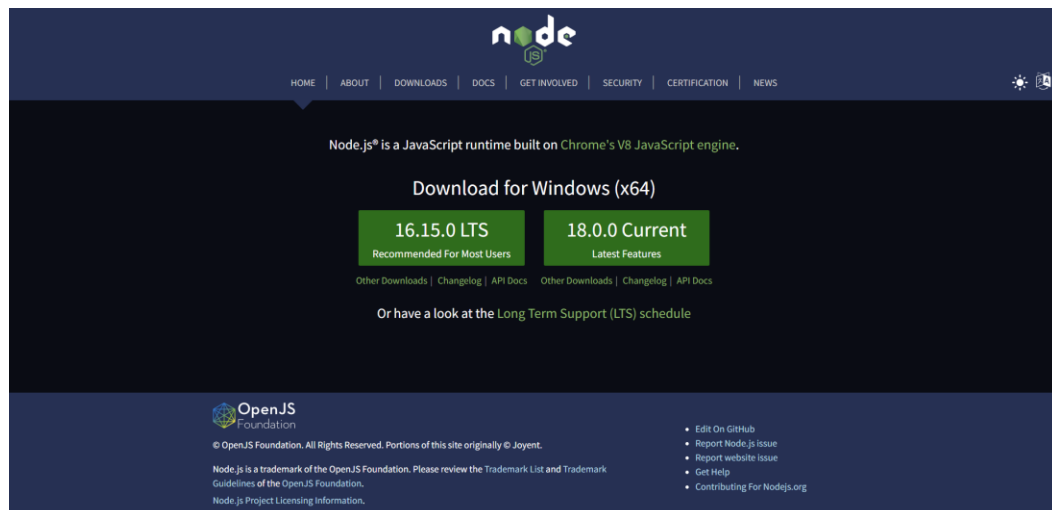 node
JS
HOME | ABOUT | DOWNLOADS | DOCS | GET INVOLVED | SECURITY | CERTIFICATION | NEWS
Node.js® is a JavaScript runtime built on Chrome's V8 JavaScript engine.
Download for Windows (x64)
16.15.0 LTS
Recommended For Most Users
18.0.0 Current
Latest Features
Other Downloads | Changelog | API Docs
Other Downloads | Changelog | API Docs
Or have a look at the Long Term Support (LTS) schedule
OpenJS
Foundation
© OpenJS Foundation. All Rights Reserved. Portions of this site originally © Joyent.
Node.js is a trademark of the OpenJS Foundation. Please review the Trademark List and Trademark
Guidelines of the OpenJS Foundation.
Node.js Project Licensing Information.
• Edit On GitHub
• Report Node.js issue
• Report website issue
• Get Help
• Contributing For Nodejs.org